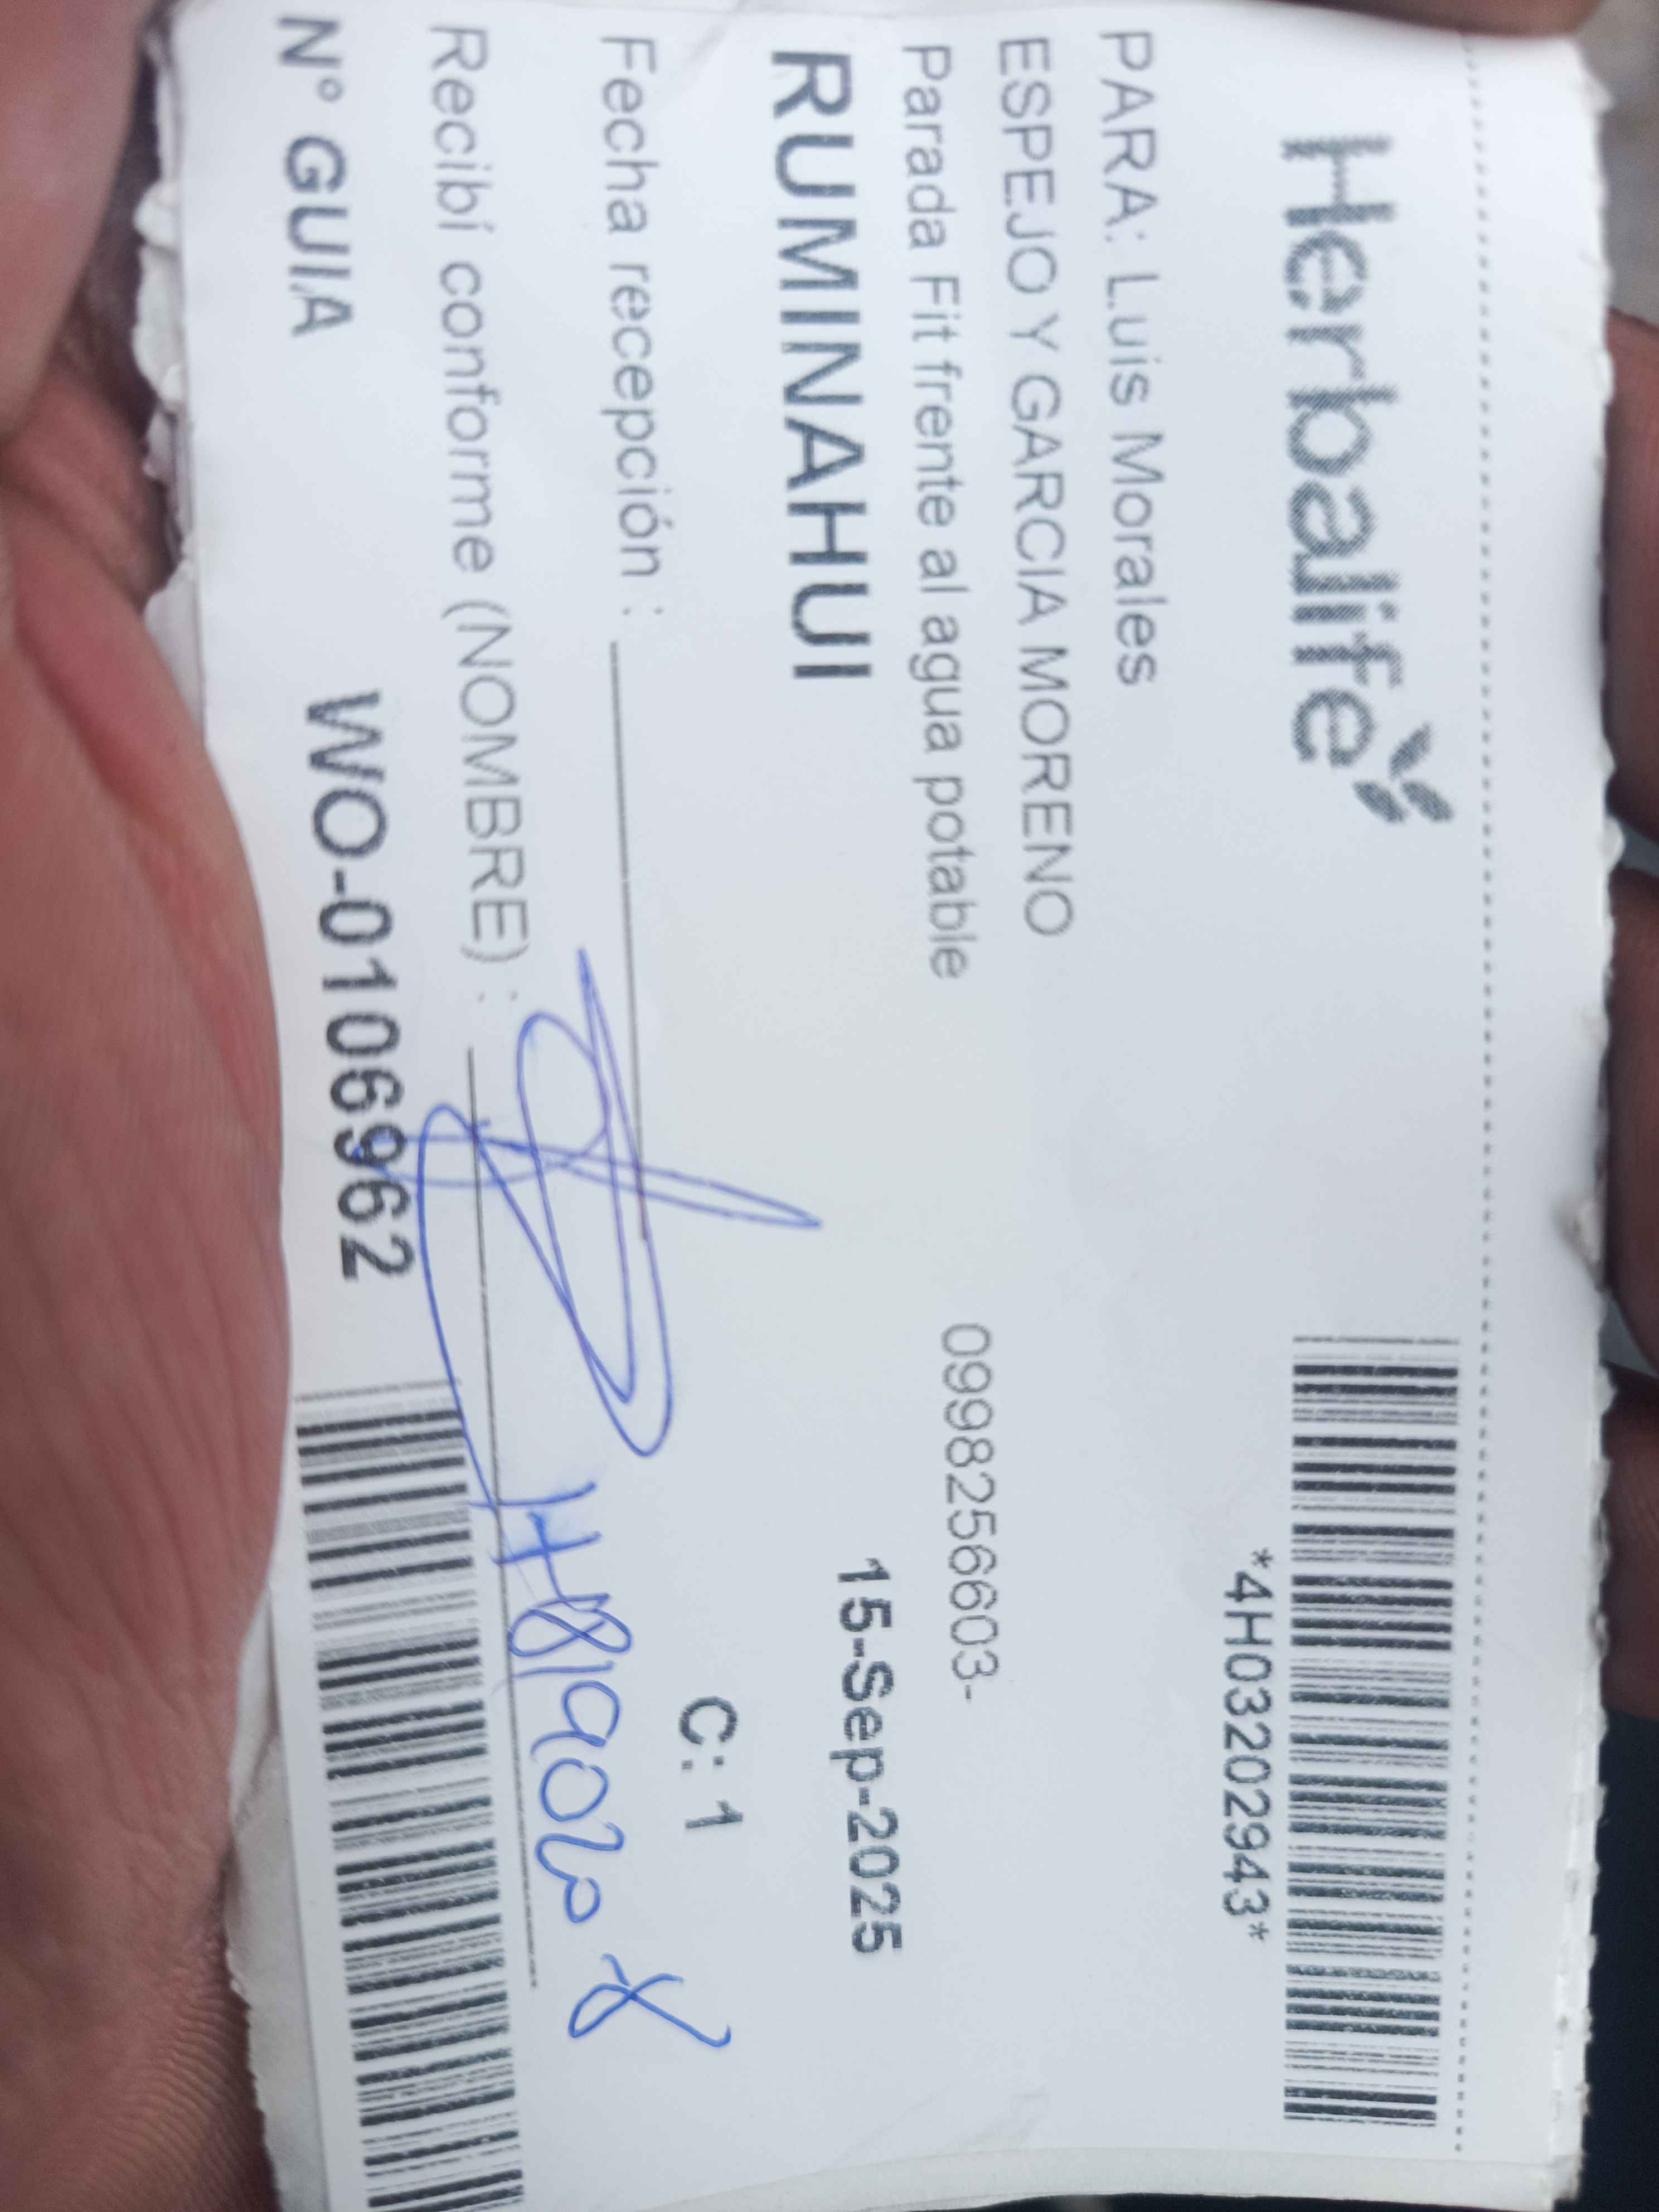 Herbalife
*4H03202943*
PARA: Luis Morales
ESPEJO Y GARCIA MORENO
Parada Fit frente al agua potable
0998256603-
RUMINAHUI
15-Sep-2025
Fecha recepción :
C: 1
Recibí conforme (NOMBRE) :
N° GUIA
WO-0106962